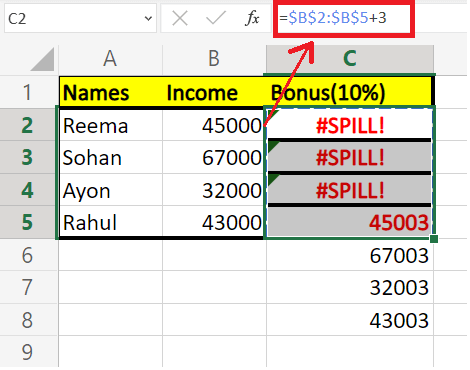 C2 fx =$B$2:$B$5+3
A B C
1 Names Income Bonus(10%)
2 Reema 45000 #SPILL!
3 Sohan 67000 #SPILL!
4 Ayon 32000 #SPILL!
5 Rahul 43000 45003
6 67003
7 32003
8 43003
9